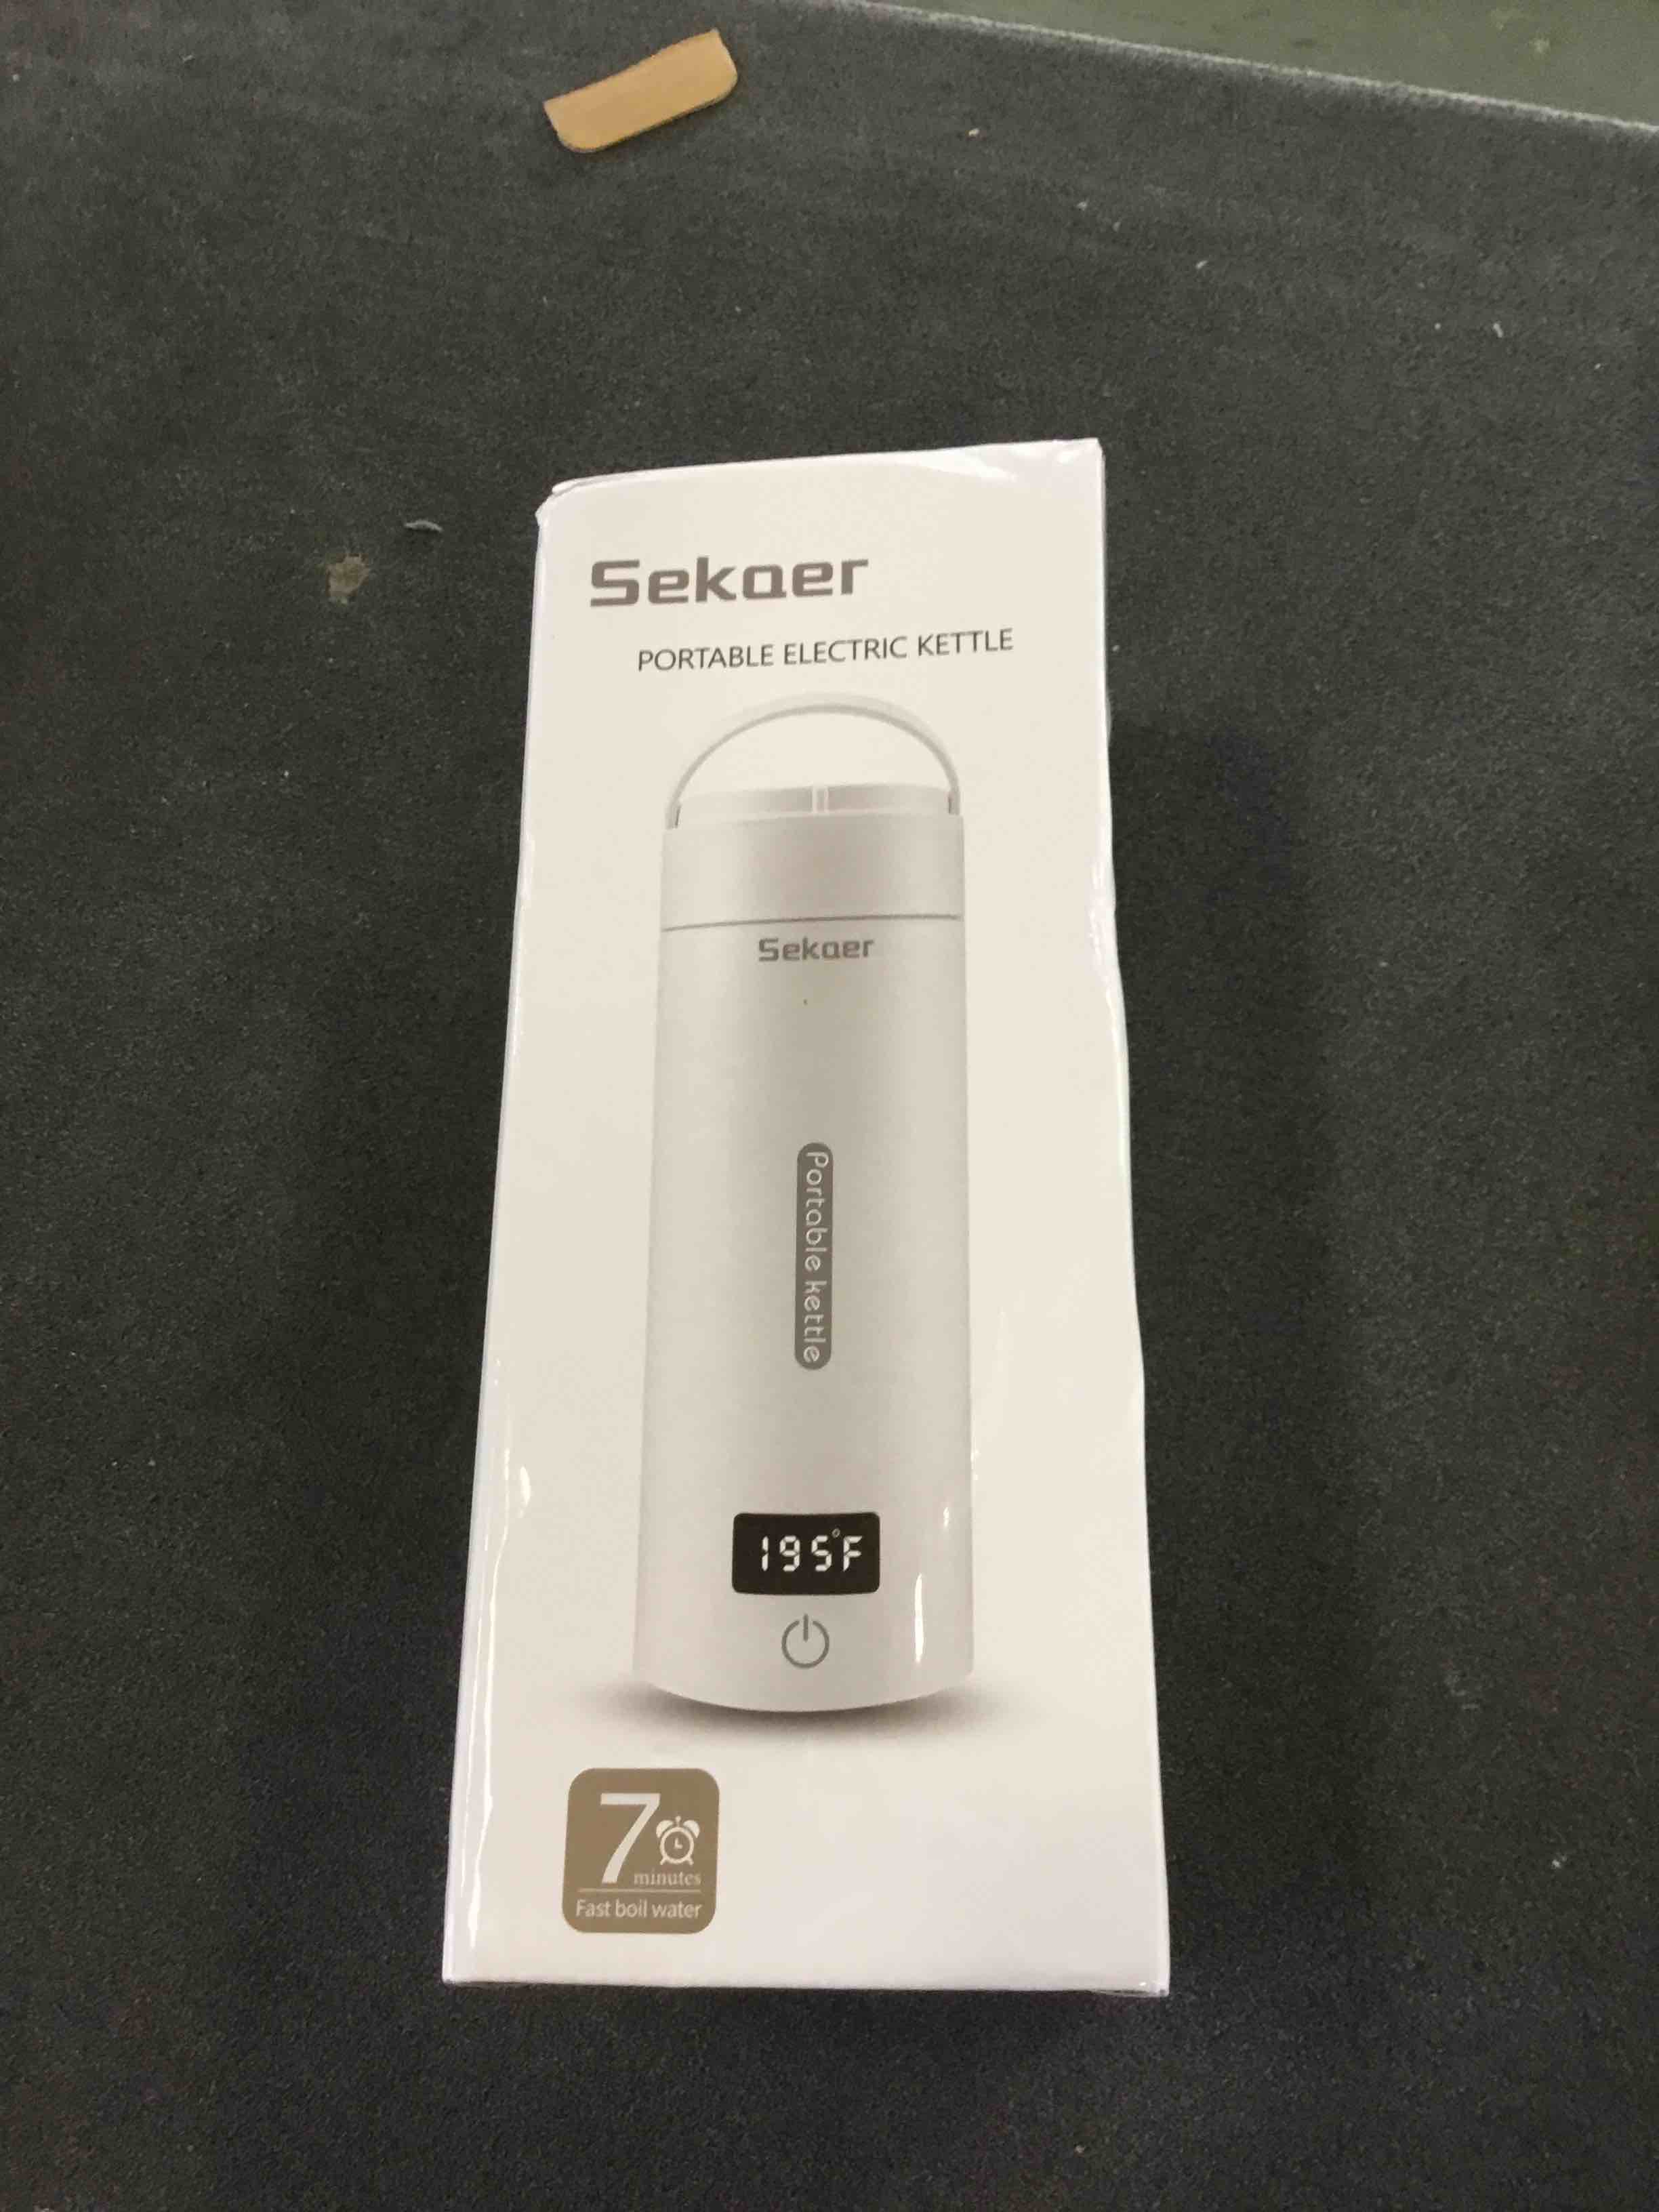 Sekaer
PORTABLE ELECTRIC KETTLE
Sekaer
Portable kettle
195°F
7
minutes
Fast boil water